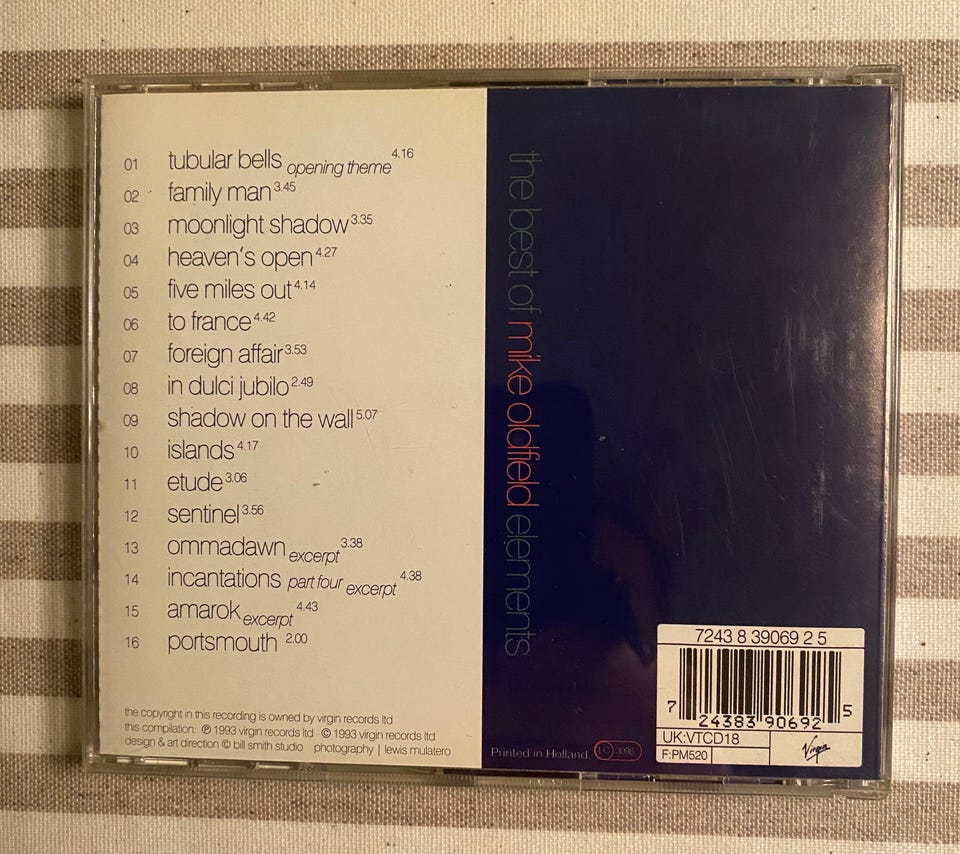 01 tubular bells opening theme 4.16
02 family man 3.45
03 moonlight shadow 3.35
04 heaven's open 4.27
05 five miles out 4.14
06 to france 4.42
07 foreign affair 3.53
08 in dulci jubilo 2.49
09 shadow on the wall 5.07
10 islands 4.17
11 etude 3.06
12 sentinel 3.56
13 ommadawn excerpt 3.38
14 incantations part four excerpt 4.38
15 amarok excerpt 4.43
16 portsmouth 2.00
the copyright in this recording is owned by virgin records ltd
this compilation: ℗ 1993 virgin records ltd · © 1993 virgin records ltd
design & art direction © bill smith studio photography | lewis mulatero
the best of mike oldfield elements
Printed in Holland. LC 3098
7243 8 39069 2 5
7 24383 90692 5
UK:VTCD18
F:PM520
Virgin